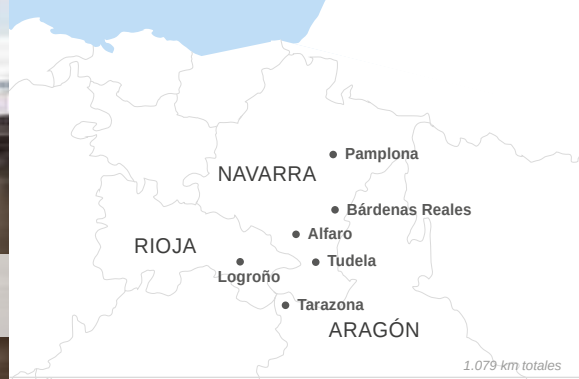 Pamplona
NAVARRA
Bárdenas Reales
Alfaro
RIOJA
Tudela
Logroño
Tarazona
ARAGÓN
1.079 km totales